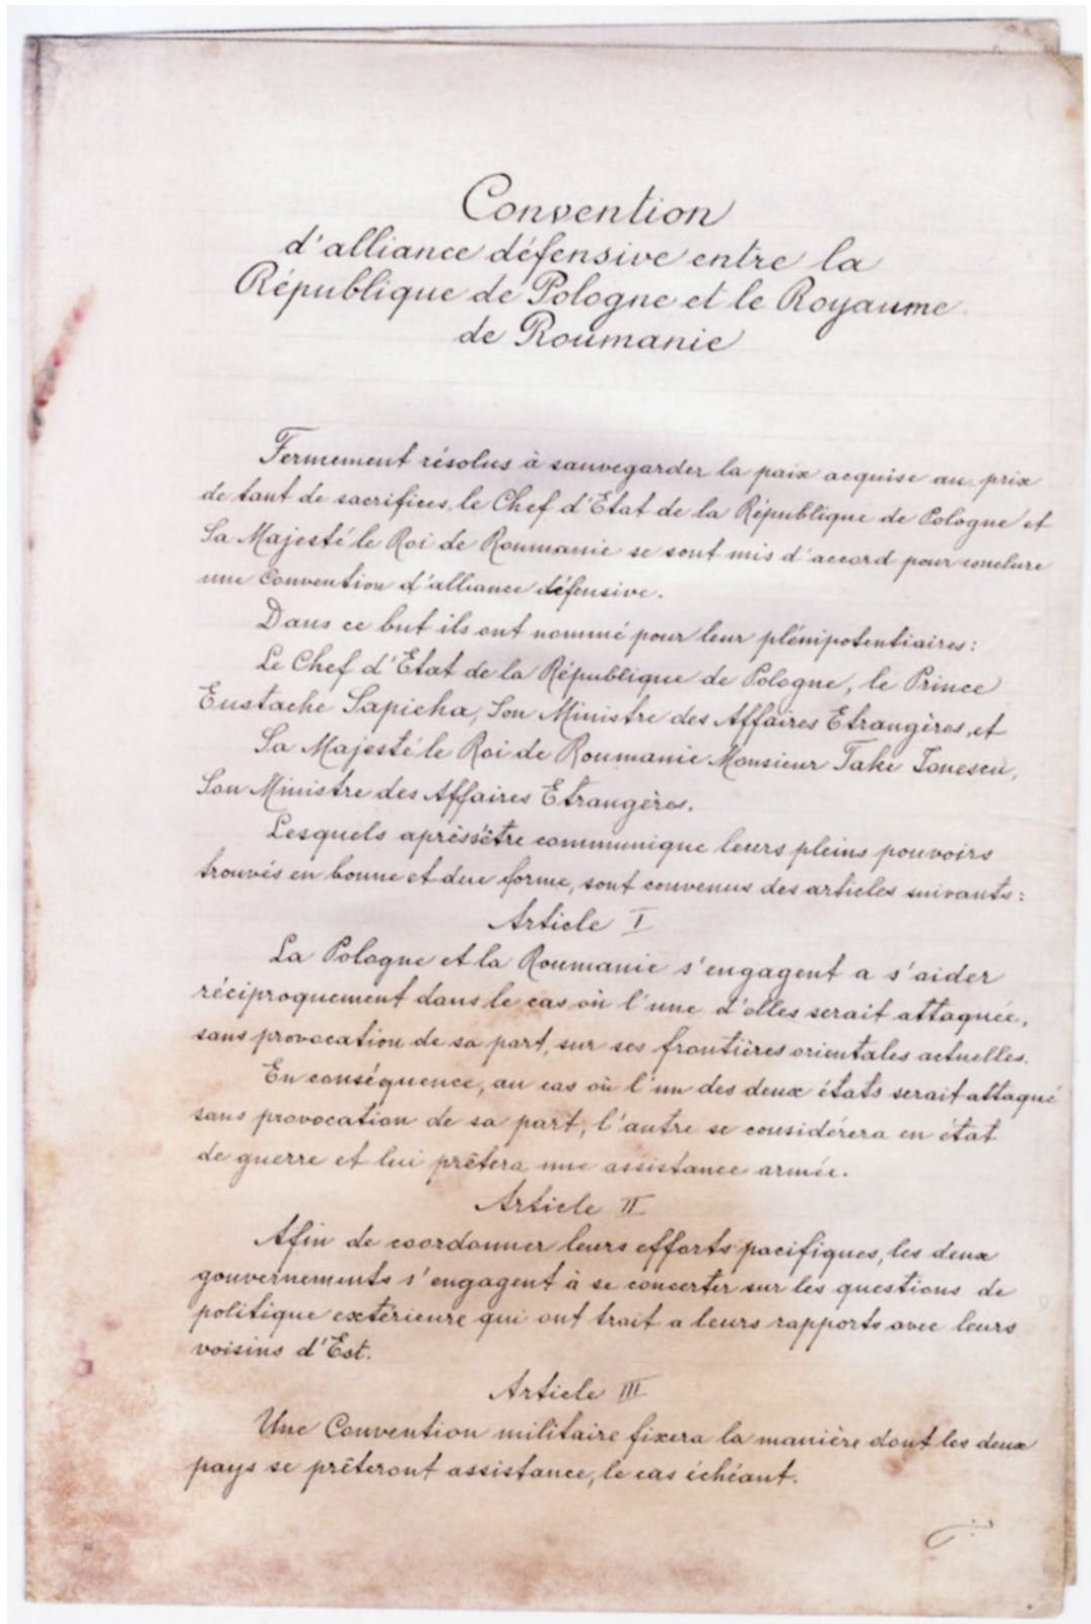 Convention
d'alliance défensive entre la
République de Pologne et le Royaume
de Roumanie
Fermement résolus à sauvegarder la paix acquise au prix
de tant de sacrifices, le Chef d'Etat de la République de Pologne et
Sa Majesté le Roi de Roumanie se sont mis d'accord pour conclure
une Convention d'alliance défensive.
Dans ce but ils ont nommé pour leur plénipotentiaires:
Le Chef d'Etat de la République de Pologne, le Prince
Eustache Sapieha, Son Ministre des Affaires Etrangères, et
Sa Majesté le Roi de Roumanie Monsieur Take Ionescu,
Son Ministre des Affaires Etrangères.
Lesquels après s'être communique leurs pleins pouvoirs
trouvés en bonne et due forme, sont convenus des articles suivants:
Article I
La Pologne et la Roumanie s'engagent a s'aider
réciproquement dans le cas où l'une d'elles serait attaquée,
sans provocation de sa part, sur ses frontières orientales actuelles.
En conséquence, au cas où l'un des deux états serait attaqué
sans provocation de sa part, l'autre se considérera en état
de guerre et lui prêtera une assistance armée.
Article II
Afin de coordonner leurs efforts pacifiques, les deux
gouvernements s'engagent à se concerter sur les questions de
politique extérieure qui ont trait a leurs rapports avec leurs
voisins d'Est.
Article III
Une Convention militaire fixera la manière dont les deux
pays se prêteront assistance, le cas échéant.